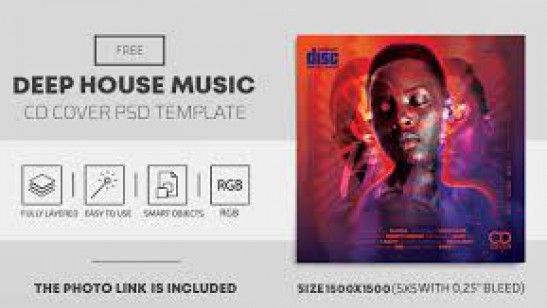 FREE
DEEP HOUSE MUSIC
CD COVER PSD TEMPLATE
RGB
FULLY LAYERED
EASY TO USE
SMART OBJECTS
RGB
THE PHOTO LINK IS INCLUDED
disc
CD
SIZE 1500X1500 (5X5 WITH 0,25" BLEED)